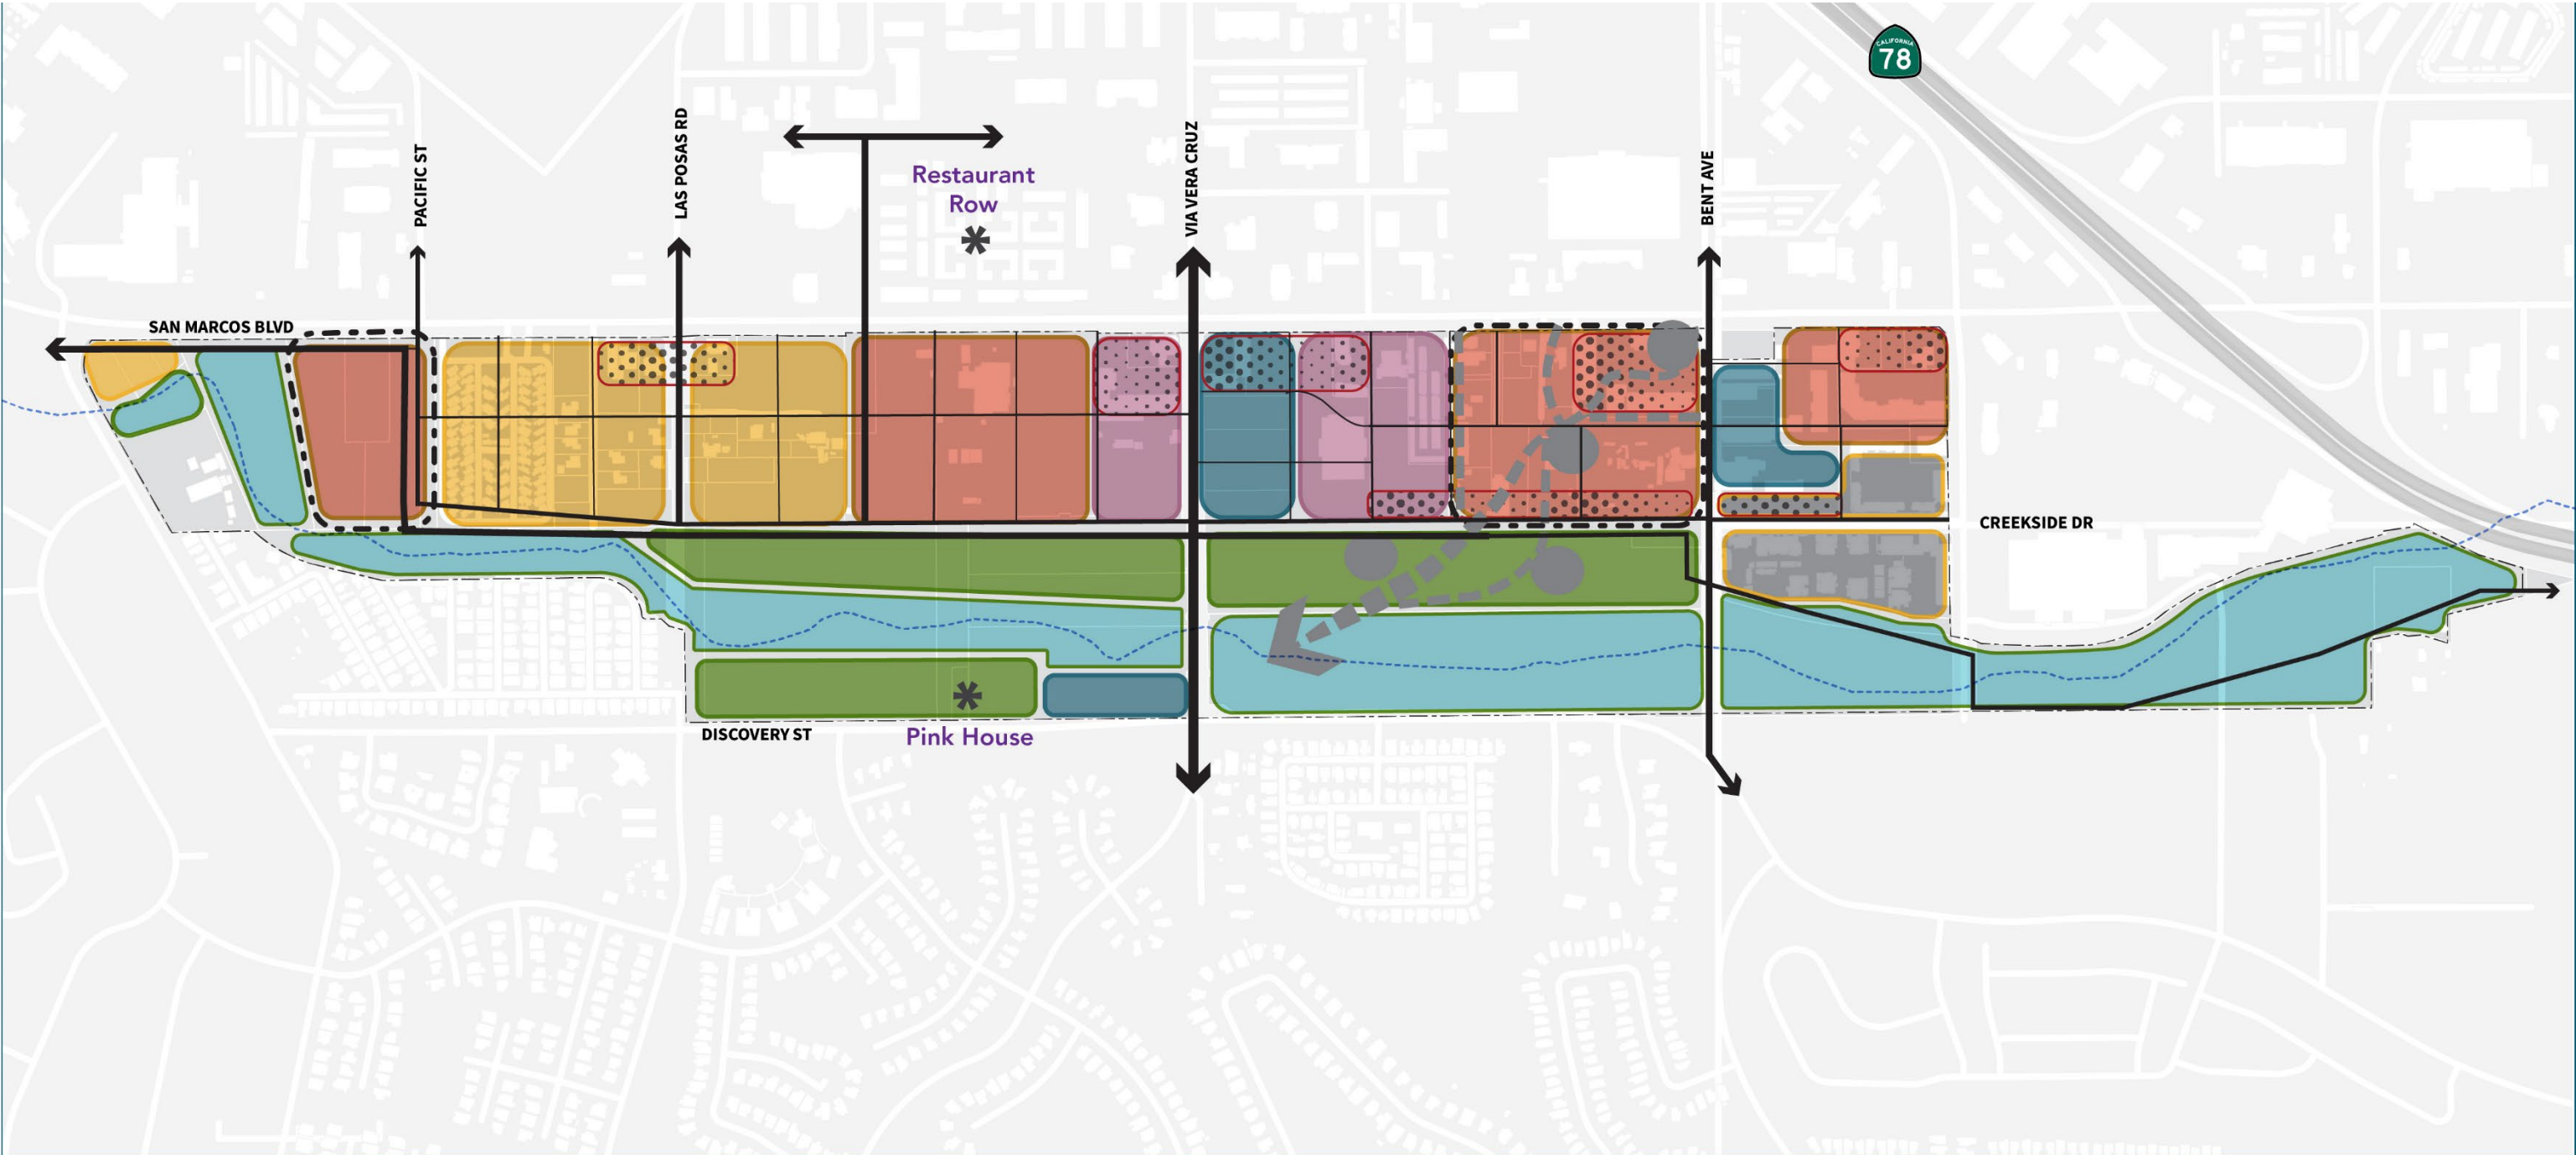 CALIFORNIA
78
PACIFIC ST
LAS POSAS RD
VIA VERA CRUZ
BENT AVE
Restaurant
Row
SAN MARCOS BLVD
CREEKSIDE DR
DISCOVERY ST
Pink House